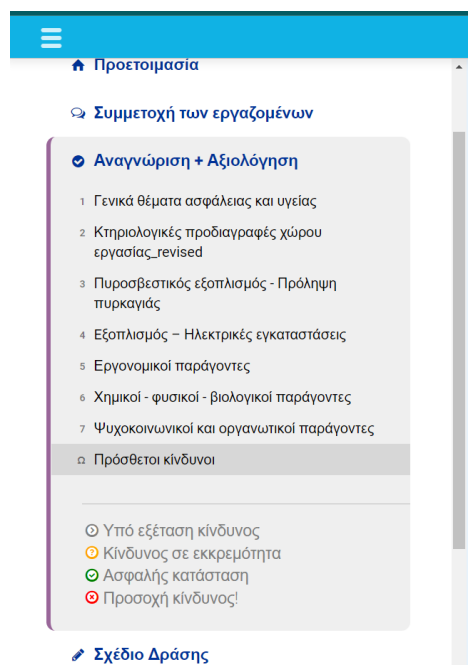 Προετοιμασία
Συμμετοχή των εργαζομένων
Αναγνώριση + Αξιολόγηση
1 Γενικά θέματα ασφάλειας και υγείας
2 Κτηριολογικές προδιαγραφές χώρου
εργασίας_revised
3 Πυροσβεστικός εξοπλισμός - Πρόληψη
πυρκαγιάς
4 Εξοπλισμός – Ηλεκτρικές εγκαταστάσεις
5 Εργονομικοί παράγοντες
6 Χημικοί - φυσικοί - βιολογικοί παράγοντες
7 Ψυχοκοινωνικοί και οργανωτικοί παράγοντες
Ω Πρόσθετοι κίνδυνοι
Υπό εξέταση κίνδυνος
Κίνδυνος σε εκκρεμότητα
Ασφαλής κατάσταση
Προσοχή κίνδυνος!
Σχέδιο Δράσης